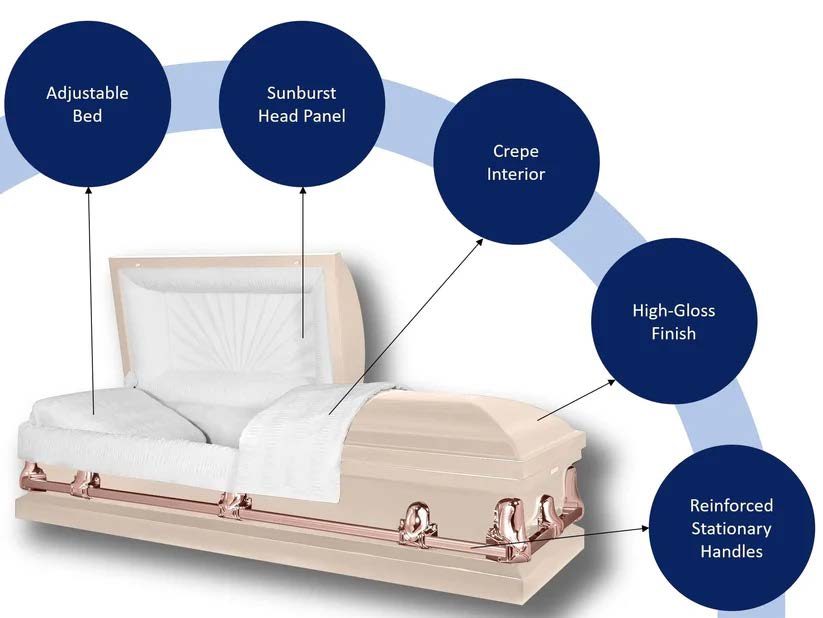 Adjustable
Bed
Sunburst
Head Panel
Crepe
Interior
High-Gloss
Finish
Reinforced
Stationary
Handles